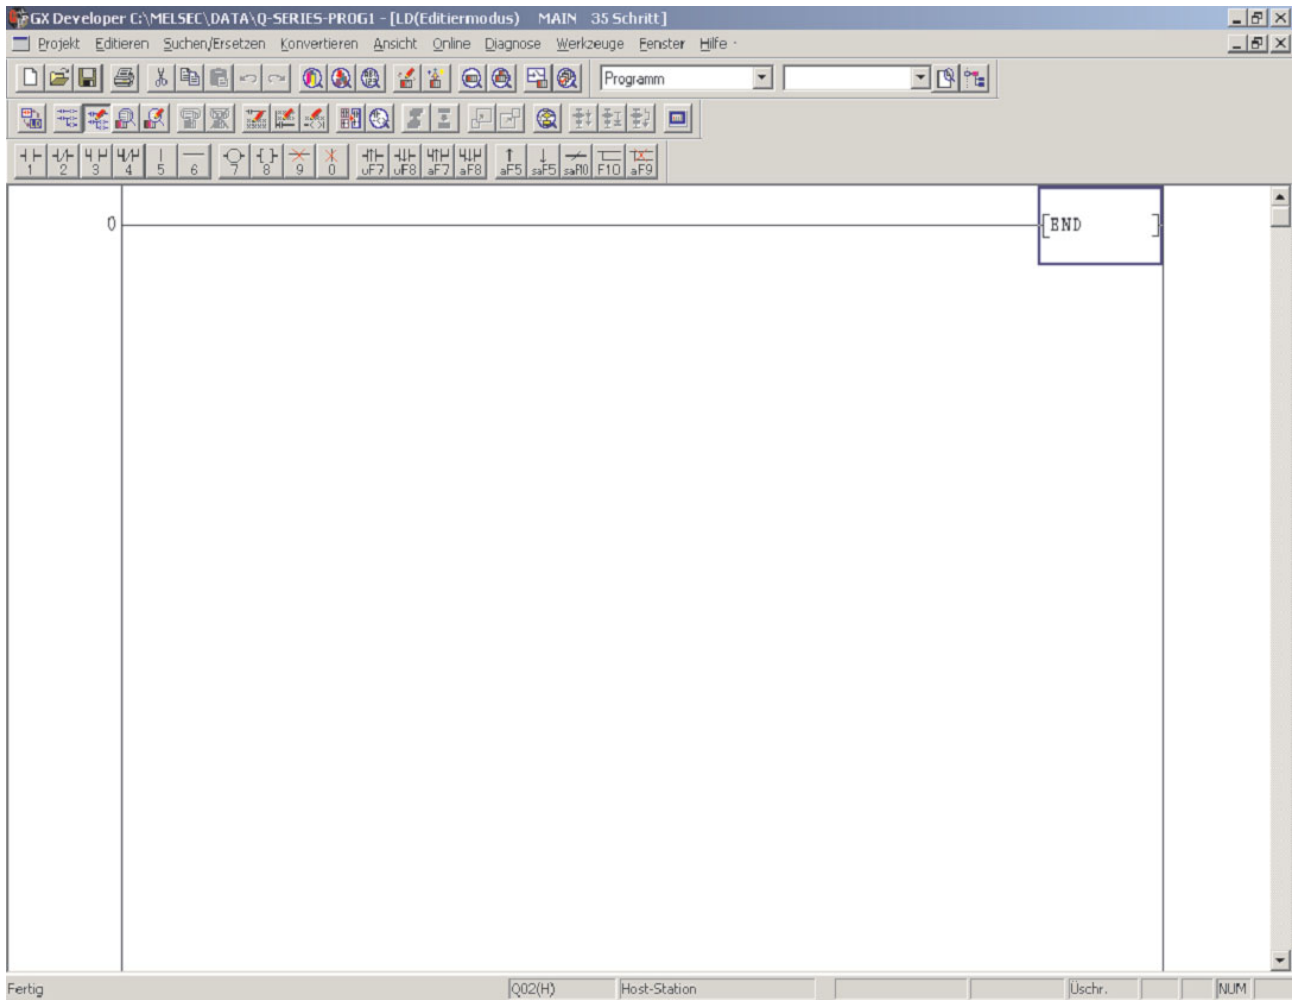 GX Developer C:\MELSEC\DATA\Q-SERIES-PROG1 - [LD(Editiermodus) MAIN 35 Schritt]
Projekt Editieren Suchen/Ersetzen Konvertieren Ansicht Online Diagnose Werkzeuge Fenster Hilfe
Programm
1 2 3 4 5 6 7 8 9 0 uF7 uF8 aF7 aF8 aF5 saF5 saF10 F10 aF9
0 [END ]
Fertig Q02(H) Host-Station Üschr. NUM